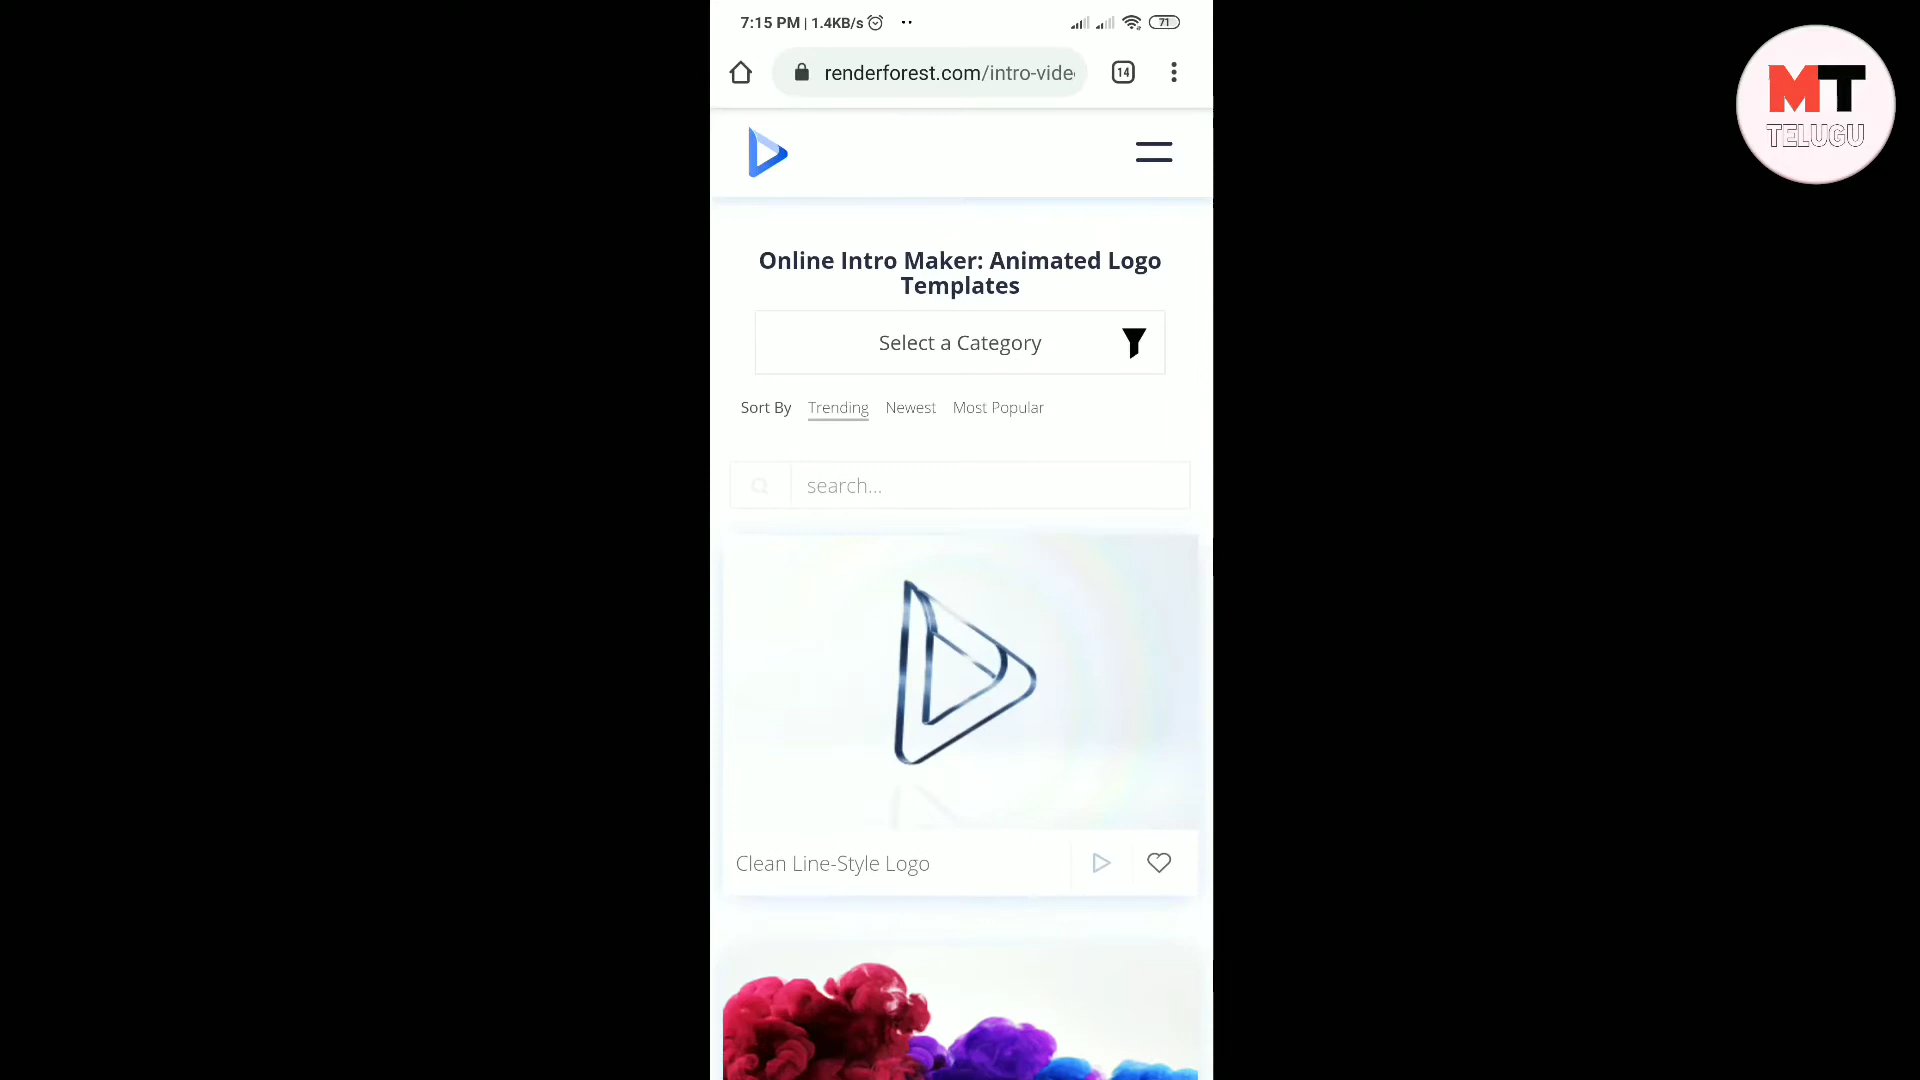 7:15 PM | 1.4KB/s
71
renderforest.com/intro-vide
14
MT
TELUGU
Online Intro Maker: Animated Logo
Templates
Select a Category
Sort By Trending Newest Most Popular
search...
Clean Line-Style Logo